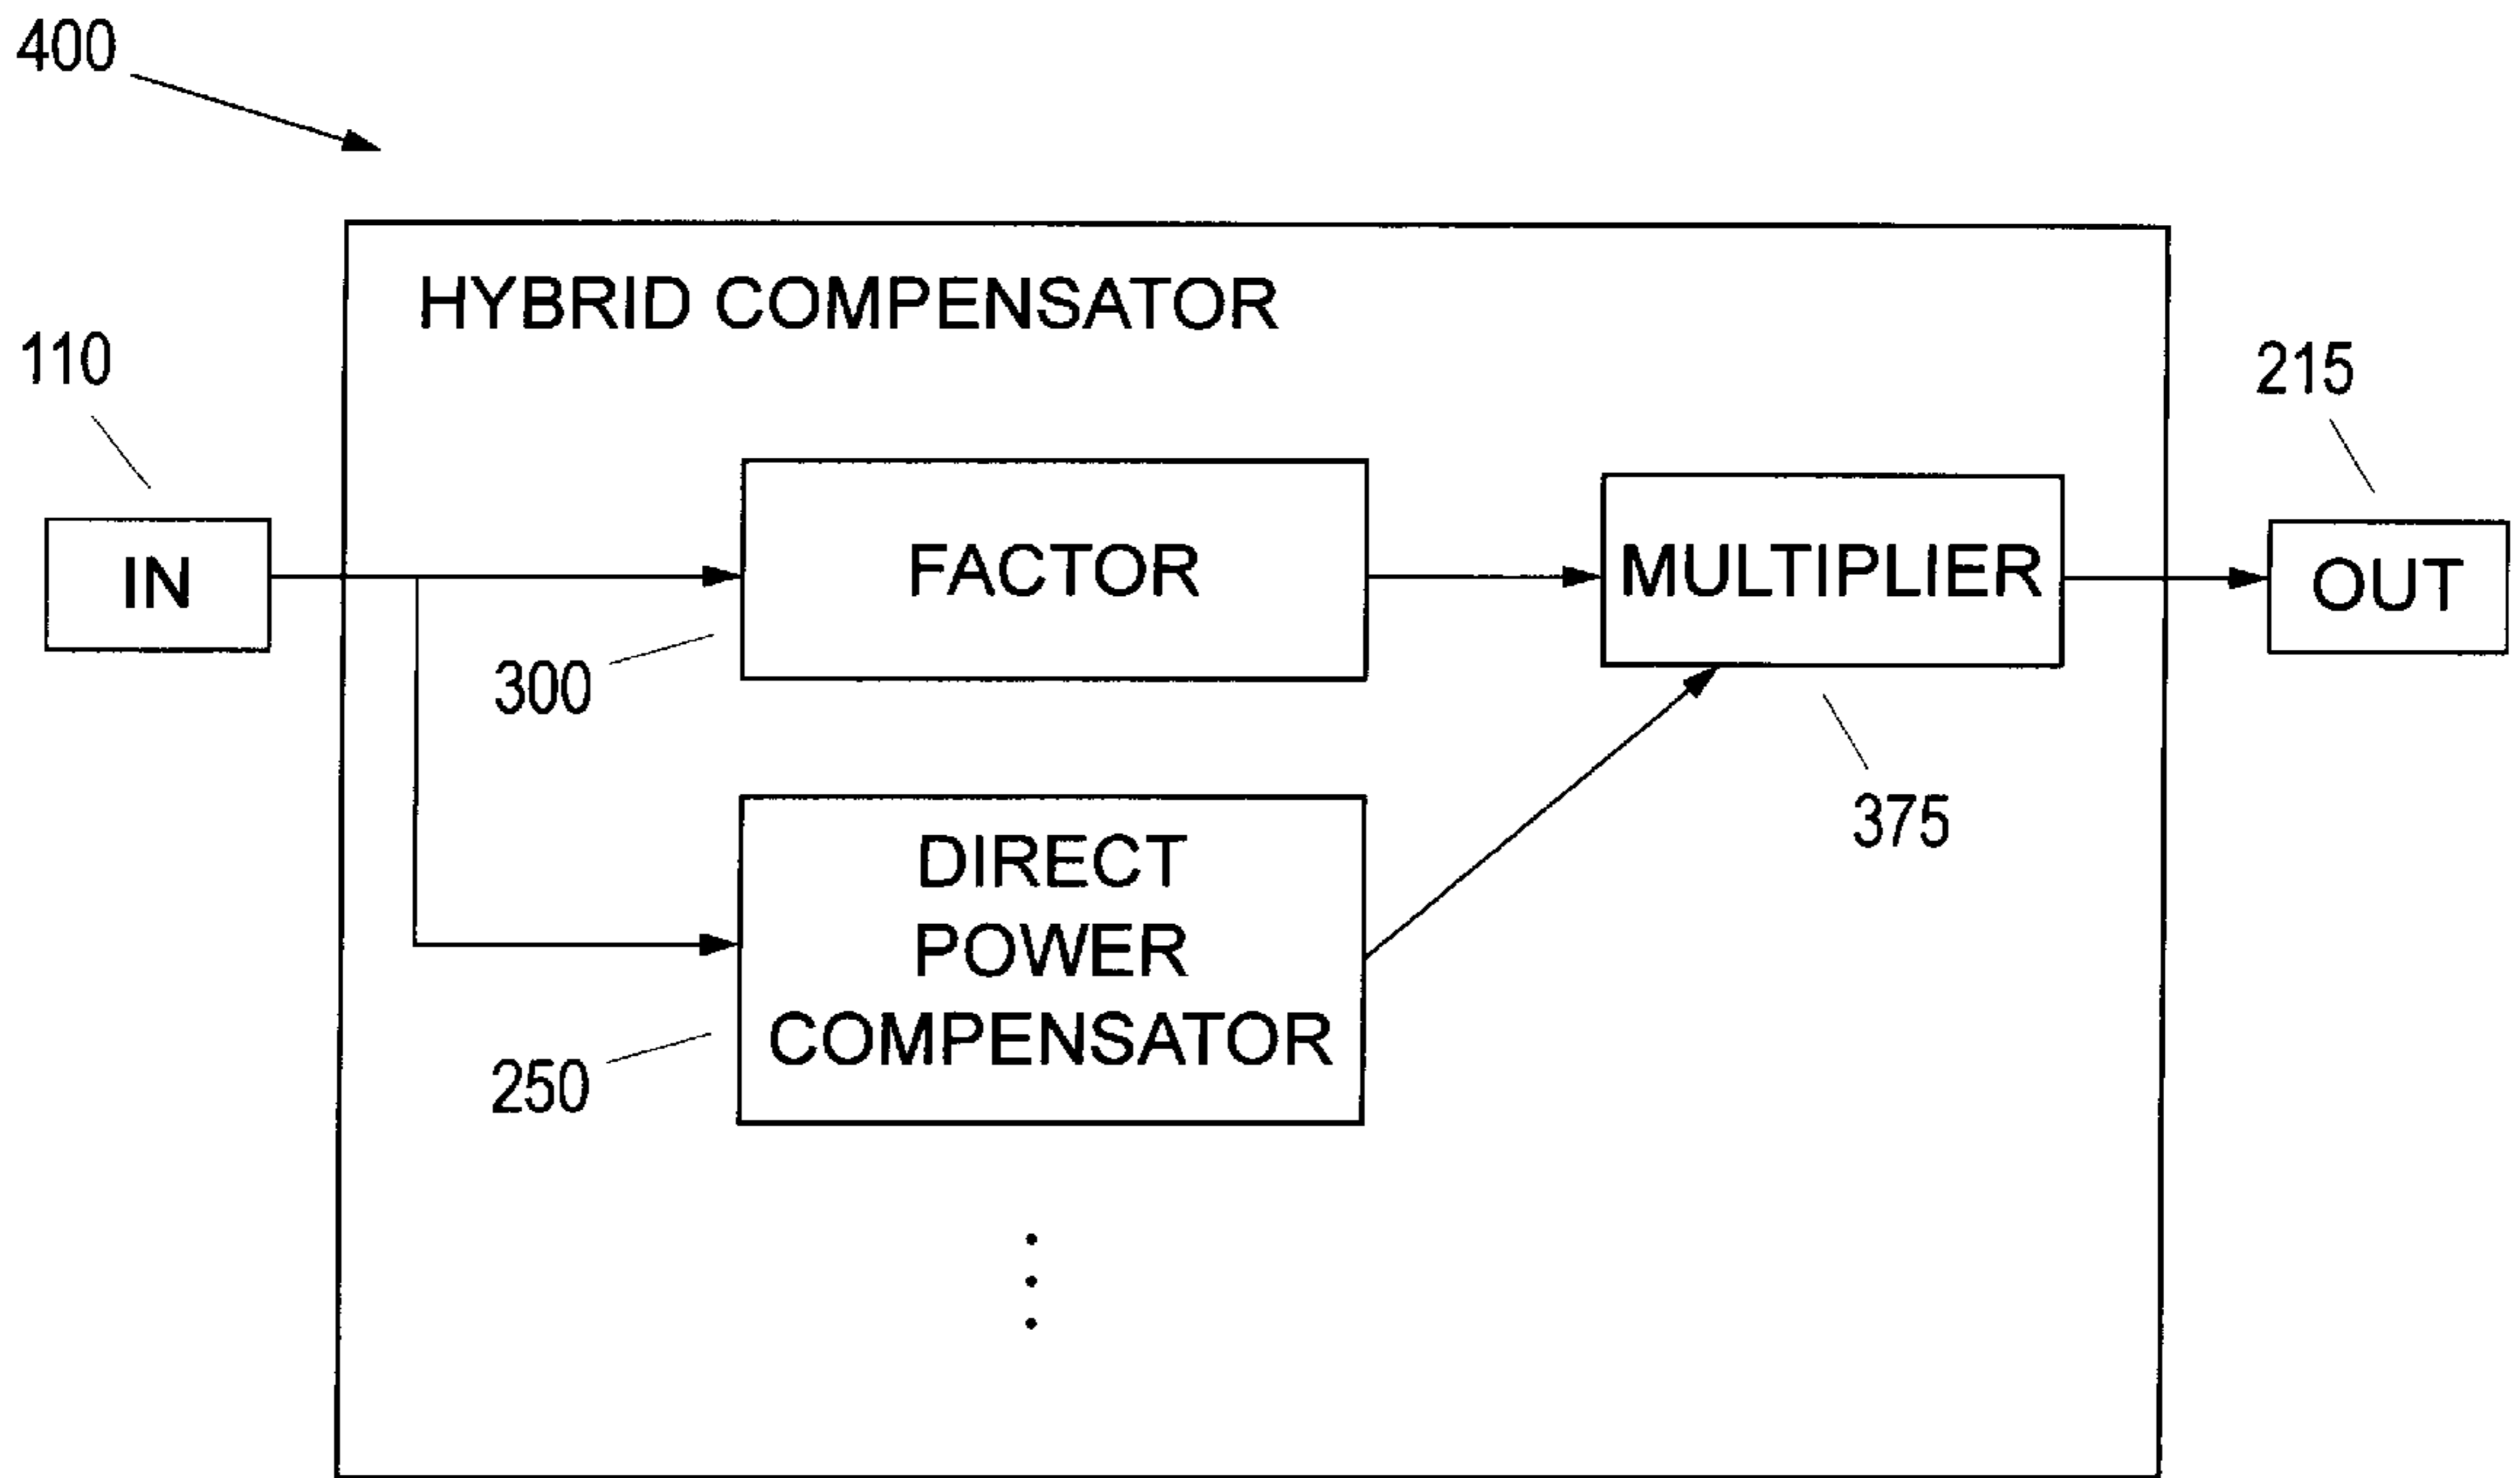 400
HYBRID COMPENSATOR
110
215
IN
FACTOR
MULTIPLIER
OUT
300
375
DIRECT
POWER
COMPENSATOR
250